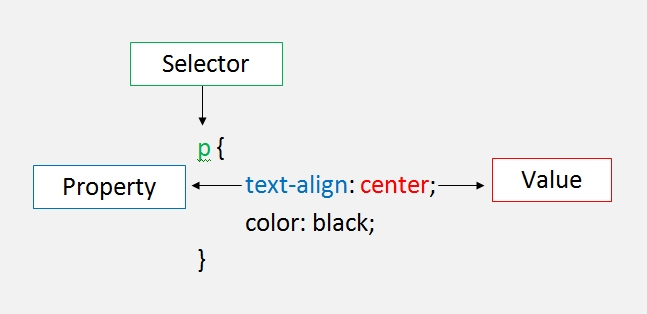 Selector
p {
Property
text-align: center;
Value
color: black;
}